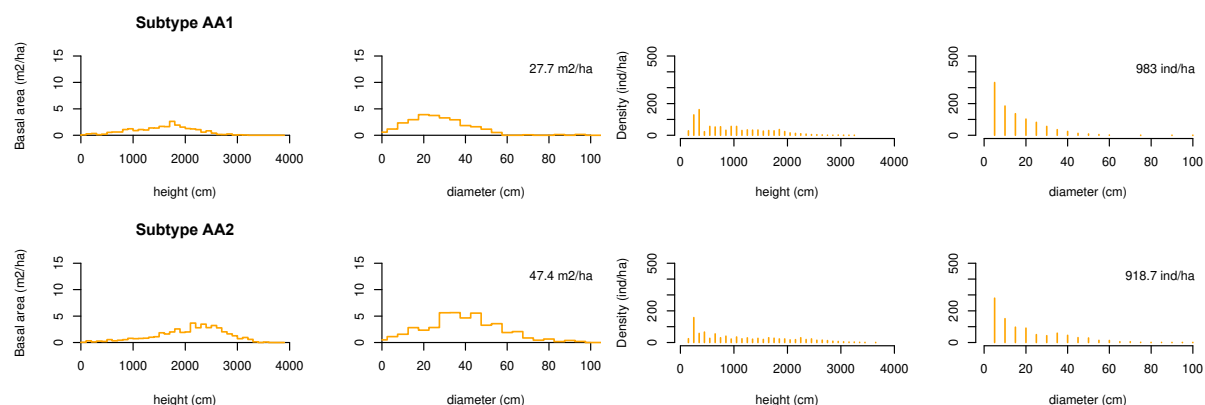 Subtype AA1
Basal area (m2/ha)
0 5 10 15
0 1000 2000 3000 4000
height (cm)
27.7 m2/ha
0 5 10 15
0 20 40 60 80 100
diameter (cm)
Density (ind/ha)
0 200 500
0 1000 2000 3000 4000
height (cm)
983 ind/ha
0 200 500
0 20 40 60 80 100
diameter (cm)
Subtype AA2
Basal area (m2/ha)
0 5 10 15
0 1000 2000 3000 4000
height (cm)
47.4 m2/ha
0 5 10 15
0 20 40 60 80 100
diameter (cm)
Density (ind/ha)
0 200 500
0 1000 2000 3000 4000
height (cm)
918.7 ind/ha
0 200 500
0 20 40 60 80 100
diameter (cm)